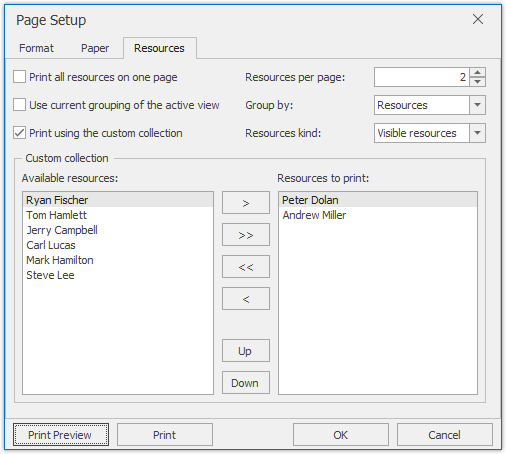 Page Setup
Format Paper Resources
Print all resources on one page Resources per page: 2
Use current grouping of the active view Group by: Resources
Print using the custom collection Resources kind: Visible resources
Custom collection
Available resources: Resources to print:
Ryan Fischer > Peter Dolan
Tom Hamlett Andrew Miller
Jerry Campbell >>
Carl Lucas
Mark Hamilton <<
Steve Lee
<
Up
Down
Print Preview Print OK Cancel